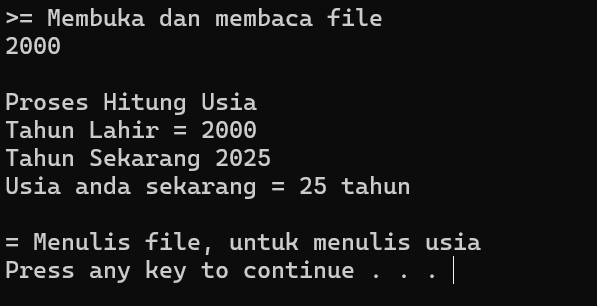 >= Membuka dan membaca file
2000
Proses Hitung Usia
Tahun Lahir = 2000
Tahun Sekarang 2025
Usia anda sekarang = 25 tahun
= Menulis file, untuk menulis usia
Press any key to continue . . .